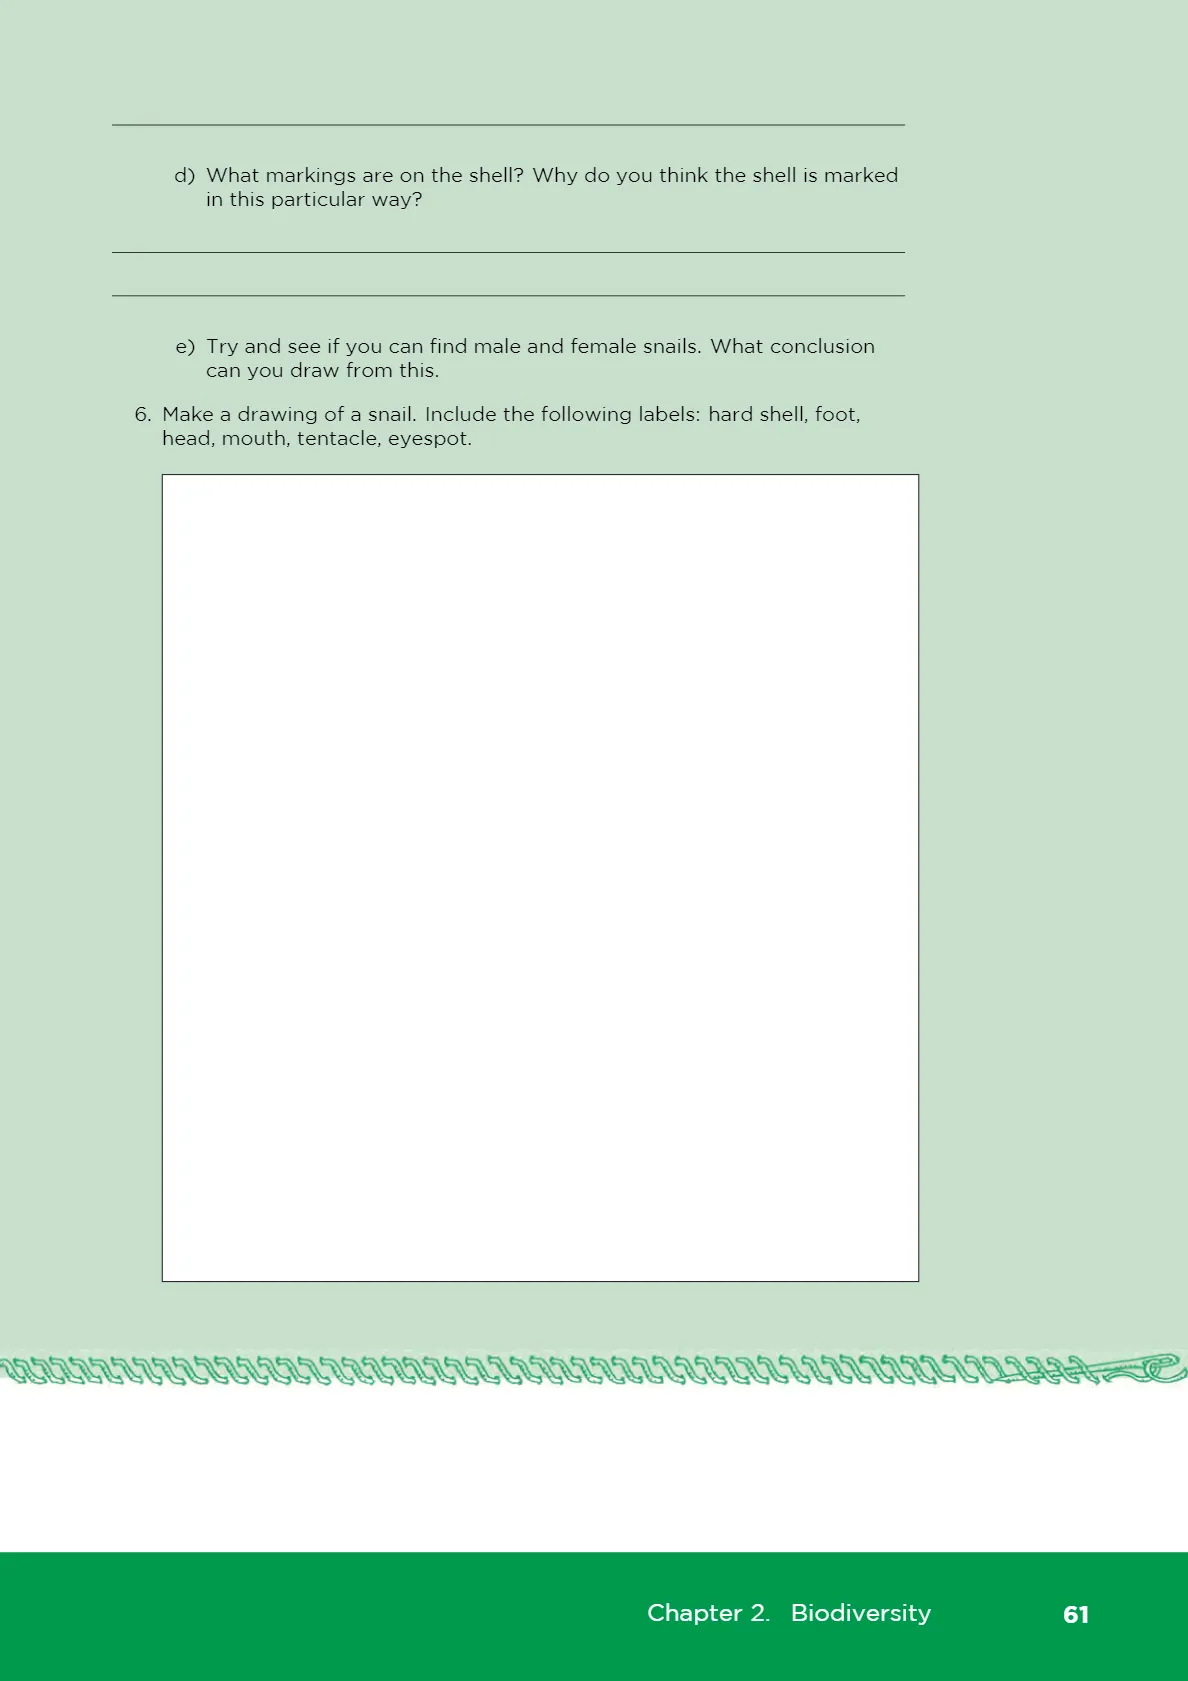 d) What markings are on the shell? Why do you think the shell is marked
in this particular way?
e) Try and see if you can find male and female snails. What conclusion
can you draw from this.
6. Make a drawing of a snail. Include the following labels: hard shell, foot,
head, mouth, tentacle, eyespot.
Chapter 2. Biodiversity 61